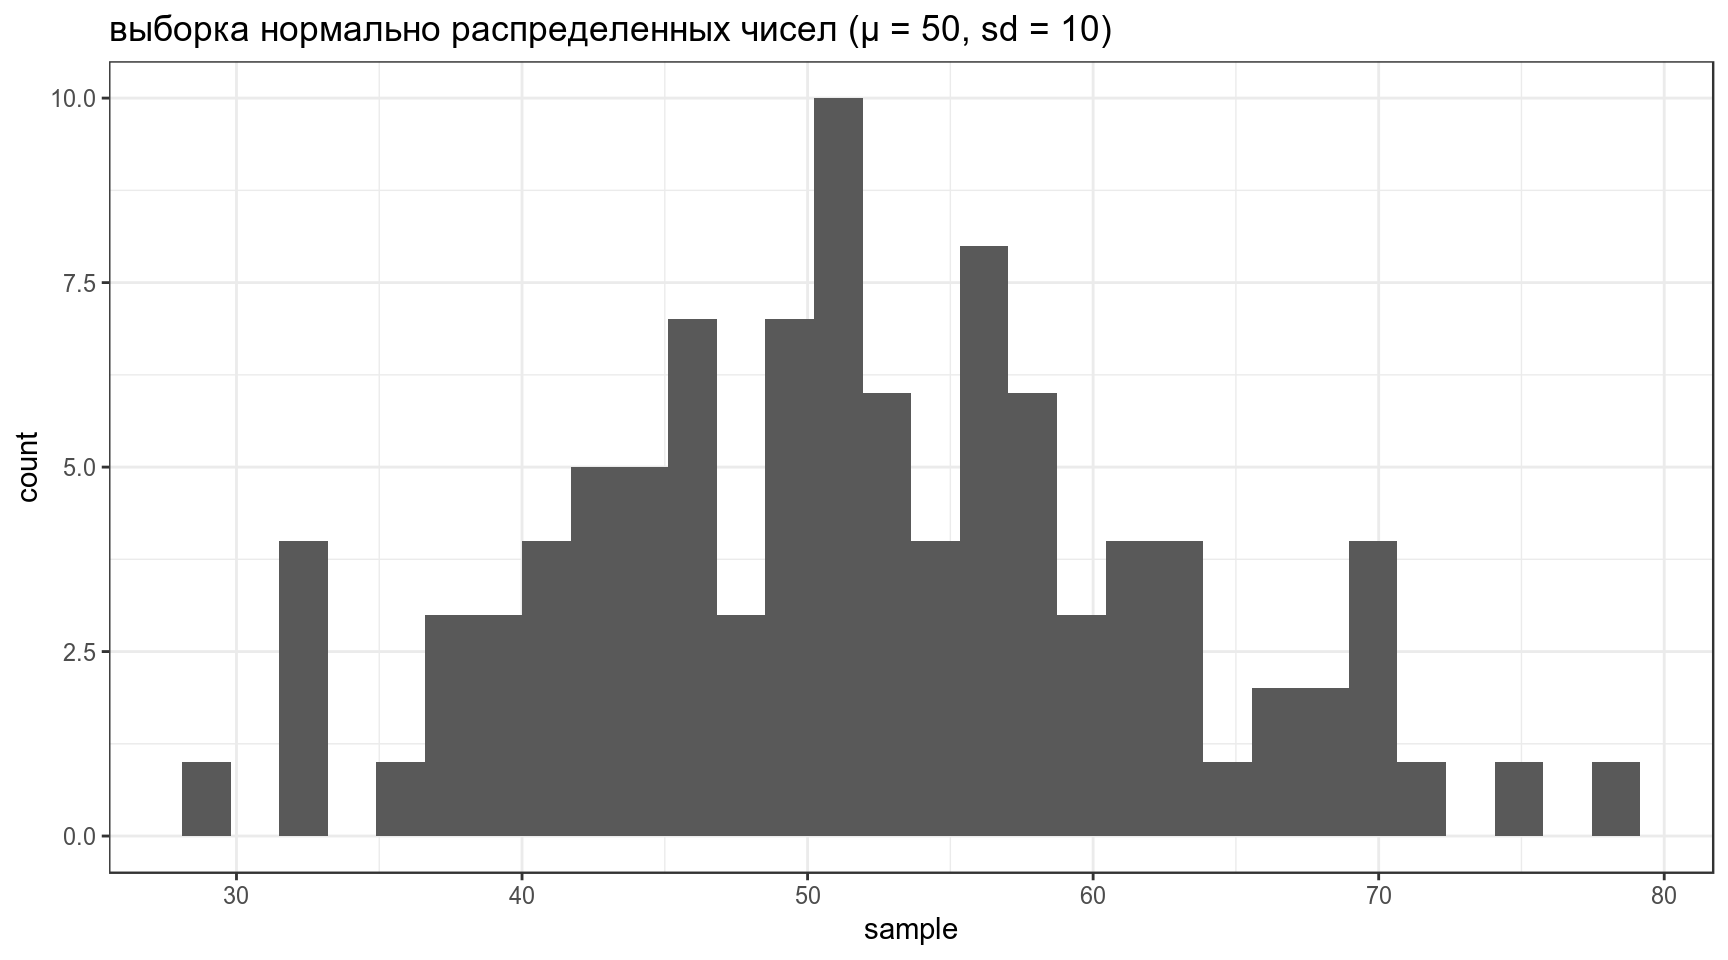 выборка нормально распределенных чисел (μ = 50, sd = 10)
10.0
7.5
5.0
2.5
0.0
count
30 40 50 60 70 80
sample